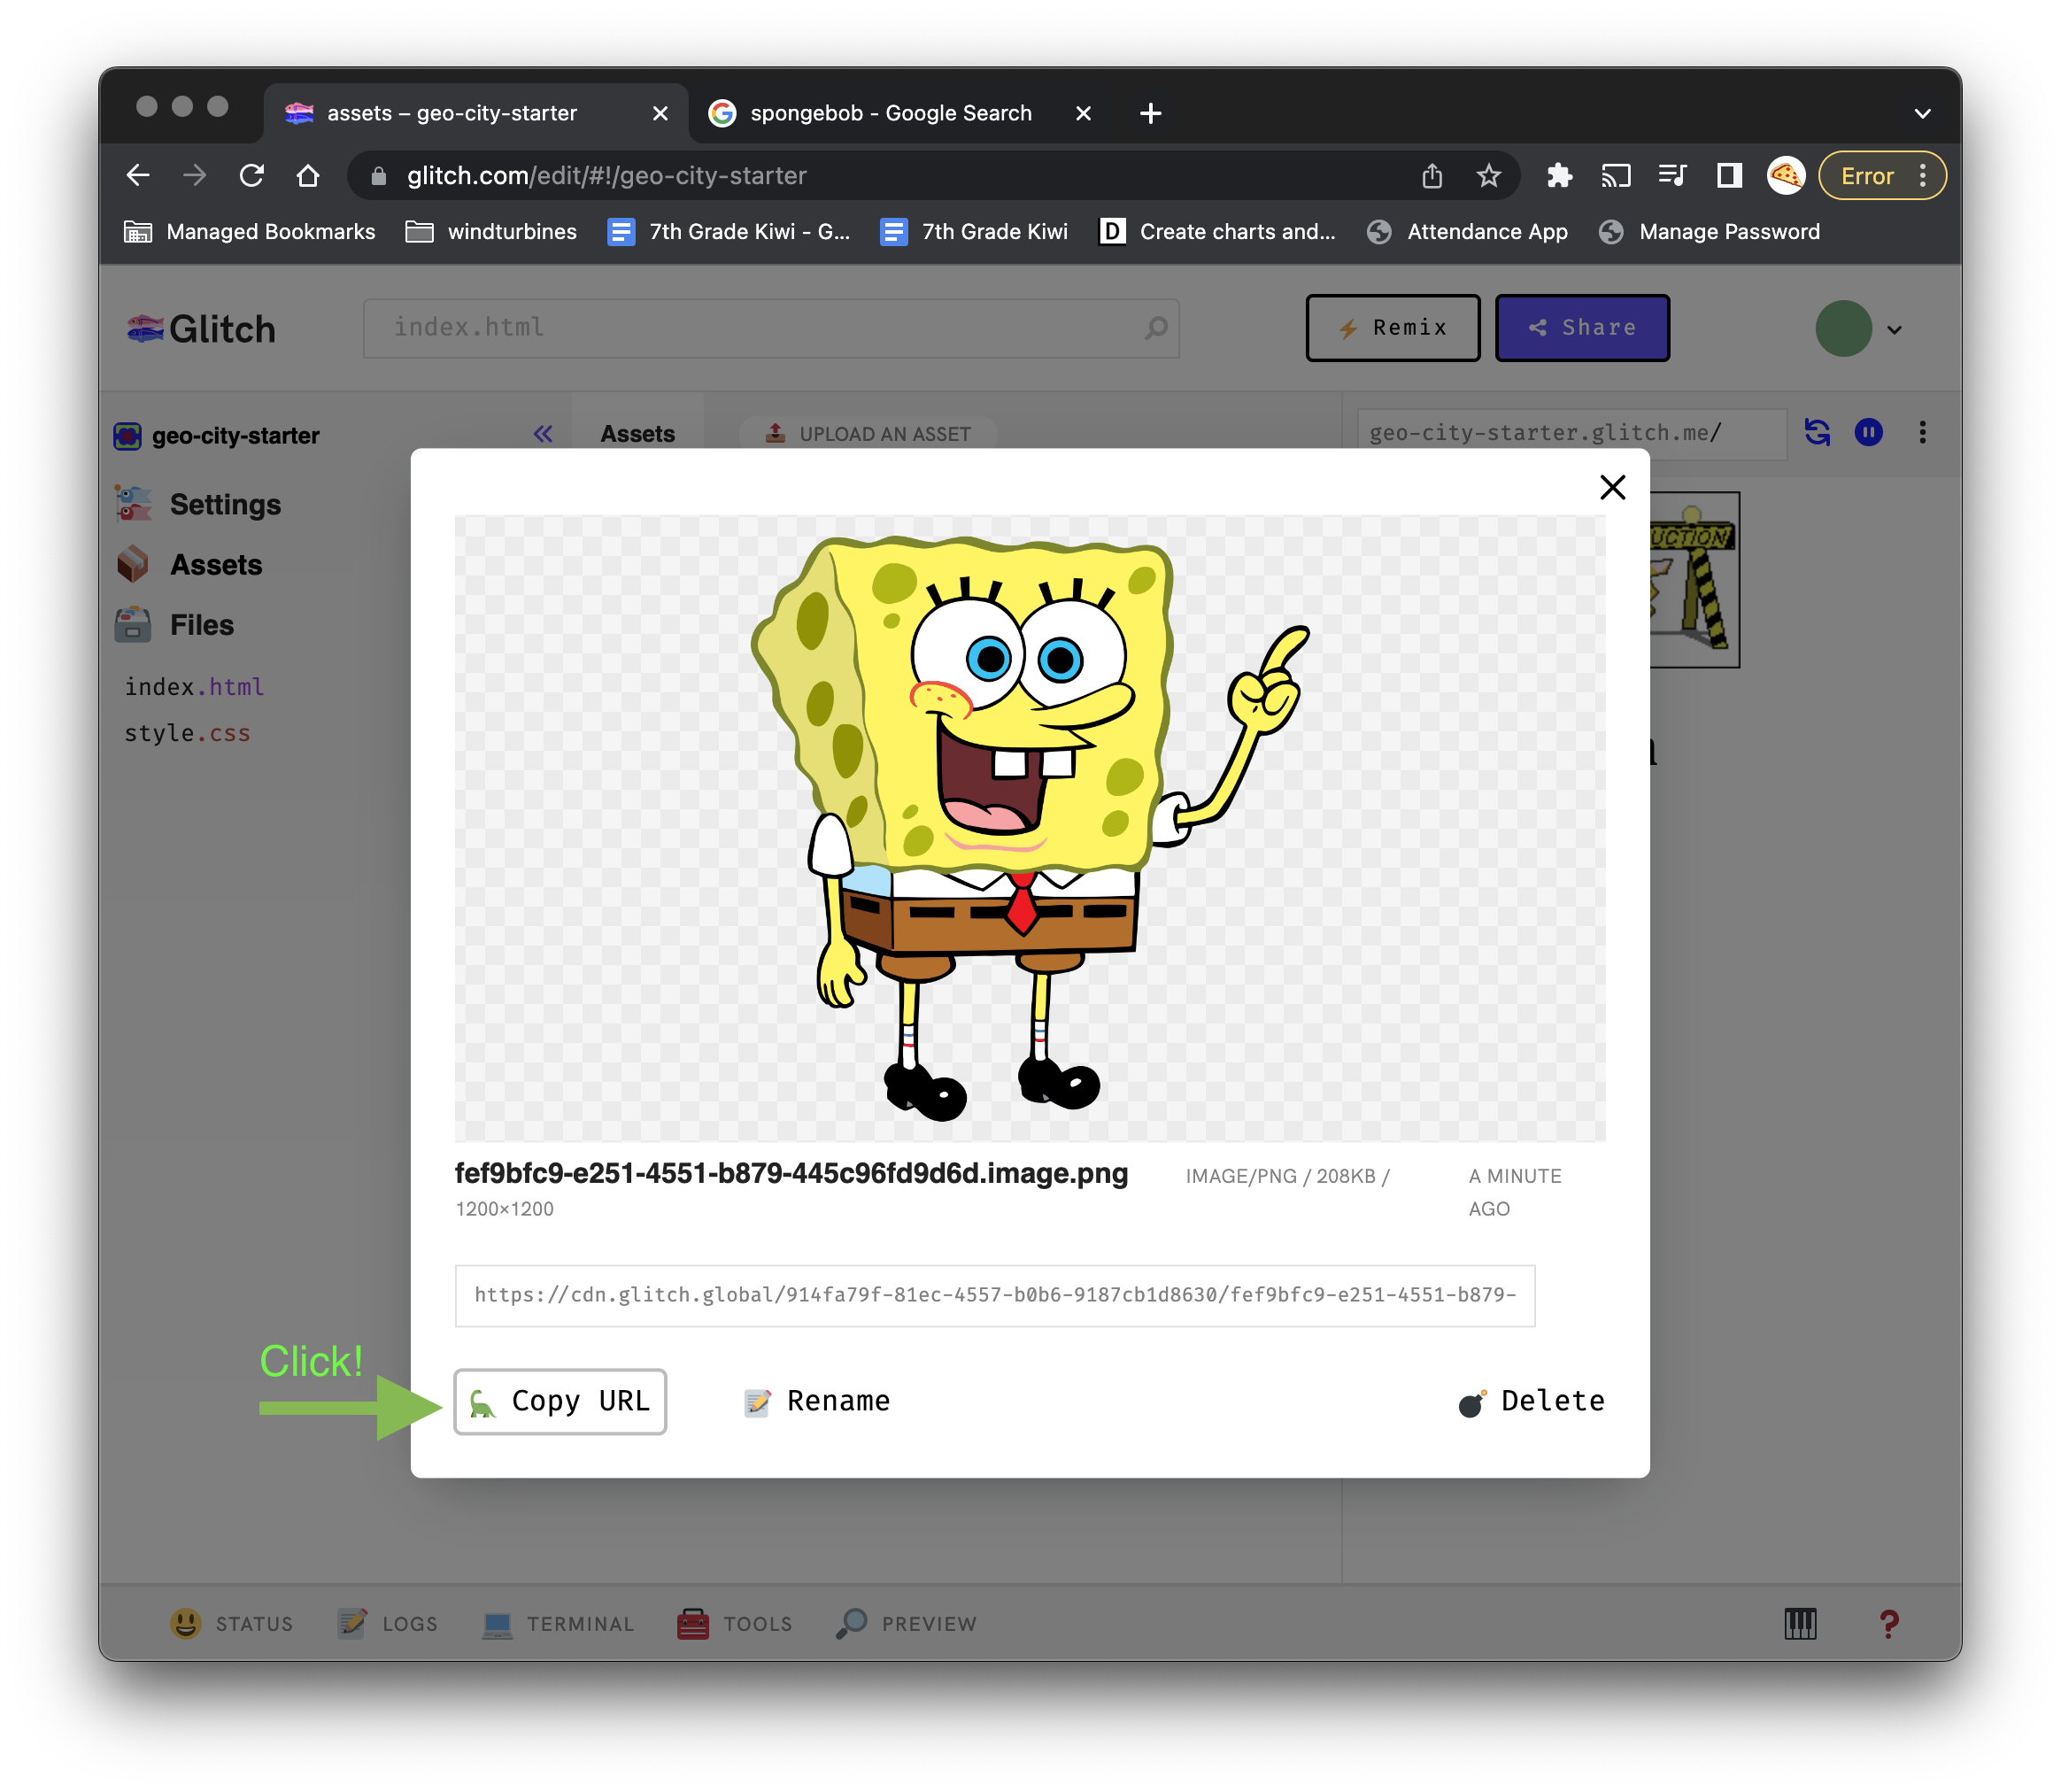 assets – geo-city-starter
spongebob - Google Search
glitch.com/edit/#!/geo-city-starter
Error
Managed Bookmarks
windturbines
7th Grade Kiwi - G...
7th Grade Kiwi
D
Create charts and...
Attendance App
Manage Password
Glitch
index.html
Remix
Share
geo-city-starter
Assets
UPLOAD AN ASSET
geo-city-starter.glitch.me/
Settings
Assets
Files
index.html
style.css
UCTION
fef9bfc9-e251-4551-b879-445c96fd9d6d.image.png
IMAGE/PNG / 208KB /
A MINUTE
1200×1200
AGO
https://cdn.glitch.global/914fa79f-81ec-4557-b0b6-9187cb1d8630/fef9bfc9-e251-4551-b879-
Click!
Copy URL
Rename
Delete
STATUS
LOGS
TERMINAL
TOOLS
PREVIEW
?